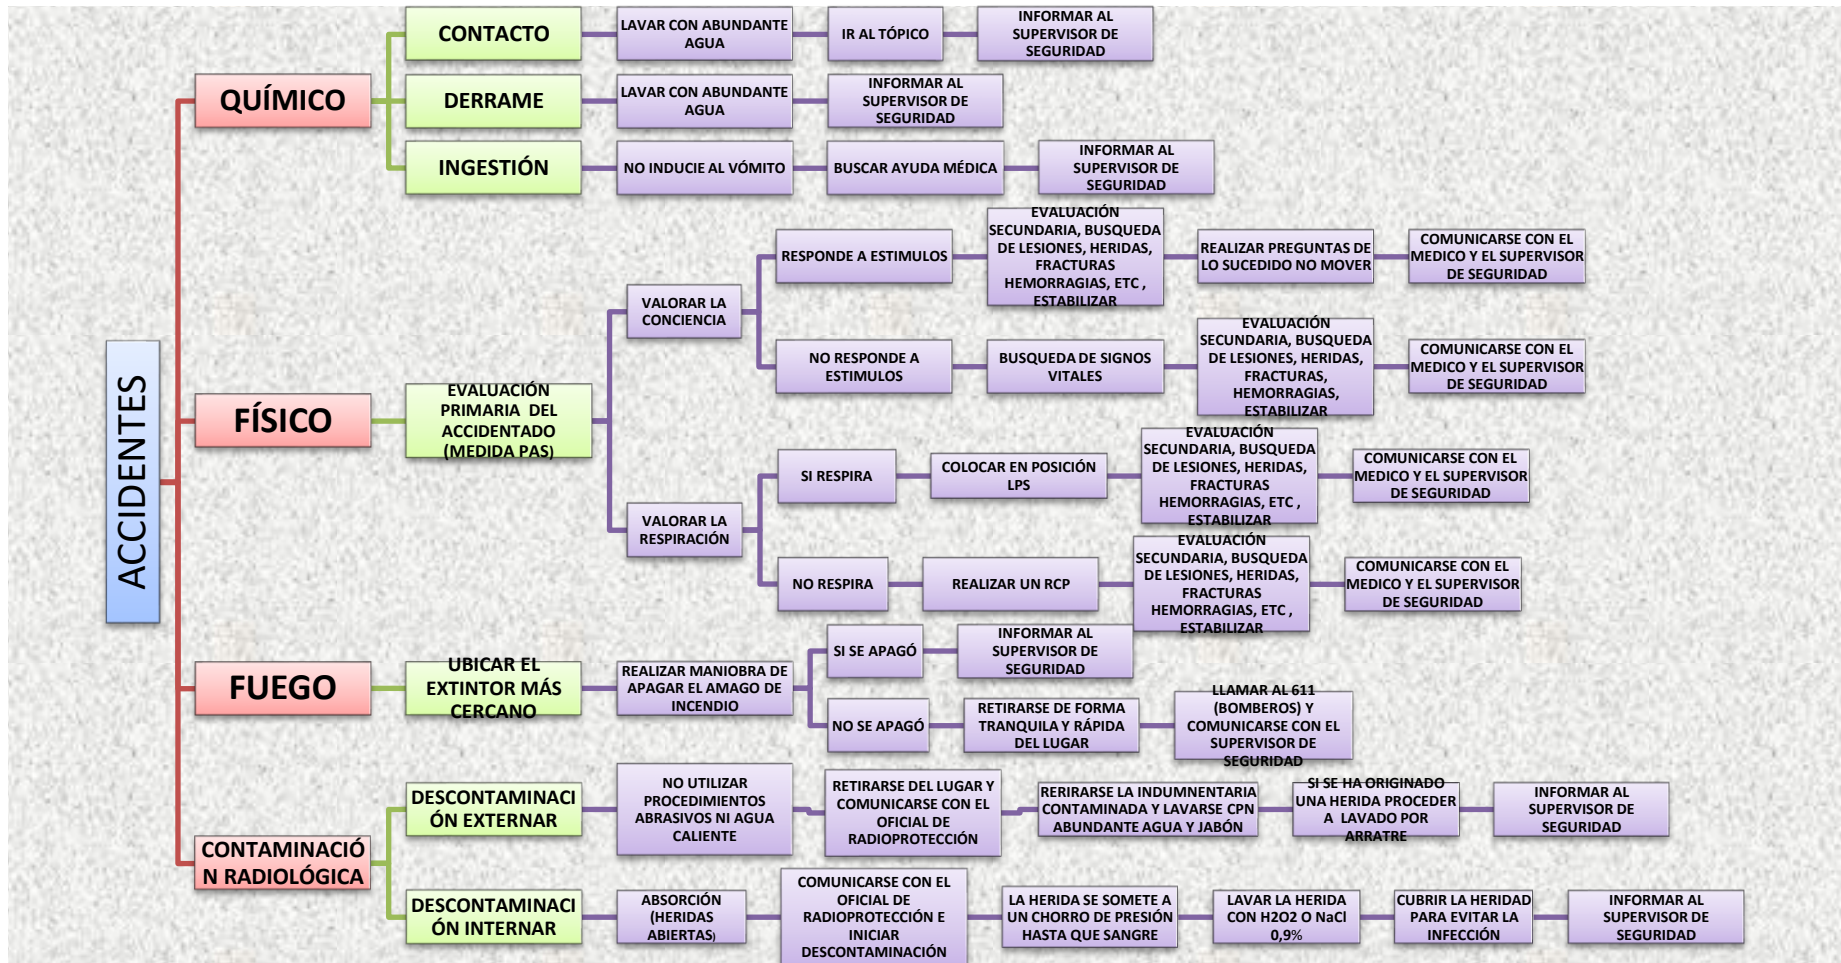 ACCIDENTES
QUÍMICO
CONTACTO
LAVAR CON ABUNDANTE
AGUA
IR AL TÓPICO
INFORMAR AL
SUPERVISOR DE
SEGURIDAD
DERRAME
LAVAR CON ABUNDANTE
AGUA
INFORMAR AL
SUPERVISOR DE
SEGURIDAD
INGESTIÓN
NO INDUCIE AL VÓMITO
BUSCAR AYUDA MÉDICA
INFORMAR AL
SUPERVISOR DE
SEGURIDAD
FÍSICO
EVALUACIÓN
PRIMARIA DEL
ACCIDENTADO
(MEDIDA PAS)
VALORAR LA
CONCIENCIA
RESPONDE A ESTIMULOS
EVALUACIÓN
SECUNDARIA, BUSQUEDA
DE LESIONES, HERIDAS,
FRACTURAS
HEMORRAGIAS, ETC ,
ESTABILIZAR
REALIZAR PREGUNTAS DE
LO SUCEDIDO NO MOVER
COMUNICARSE CON EL
MEDICO Y EL SUPERVISOR
DE SEGURIDAD
NO RESPONDE A
ESTIMULOS
BUSQUEDA DE SIGNOS
VITALES
EVALUACIÓN
SECUNDARIA, BUSQUEDA
DE LESIONES, HERIDAS,
FRACTURAS,
HEMORRAGIAS,
ESTABILIZAR
COMUNICARSE CON EL
MEDICO Y EL SUPERVISOR
DE SEGURIDAD
VALORAR LA
RESPIRACIÓN
SI RESPIRA
COLOCAR EN POSICIÓN
LPS
EVALUACIÓN
SECUNDARIA, BUSQUEDA
DE LESIONES, HERIDAS,
FRACTURAS
HEMORRAGIAS, ETC ,
ESTABILIZAR
COMUNICARSE CON EL
MEDICO Y EL SUPERVISOR
DE SEGURIDAD
NO RESPIRA
REALIZAR UN RCP
EVALUACIÓN
SECUNDARIA, BUSQUEDA
DE LESIONES, HERIDAS,
FRACTURAS
HEMORRAGIAS, ETC ,
ESTABILIZAR
COMUNICARSE CON EL
MEDICO Y EL SUPERVISOR
DE SEGURIDAD
FUEGO
UBICAR EL
EXTINTOR MÁS
CERCANO
REALIZAR MANIOBRA DE
APAGAR EL AMAGO DE
INCENDIO
SI SE APAGÓ
INFORMAR AL
SUPERVISOR DE
SEGURIDAD
NO SE APAGÓ
RETIRARSE DE FORMA
TRANQUILA Y RÁPIDA
DEL LUGAR
LLAMAR AL 611
(BOMBEROS) Y
COMUNICARSE CON EL
SUPERVISOR DE
SEGURIDAD
CONTAMINACIÓ
N RADIOLÓGICA
DESCONTAMINACI
ÓN EXTERNAR
NO UTILIZAR
PROCEDIMIENTOS
ABRASIVOS NI AGUA
CALIENTE
RETIRARSE DEL LUGAR Y
COMUNICARSE CON EL
OFICIAL DE
RADIOPROTECCIÓN
RERIRARSE LA INDUMNENTARIA
CONTAMINADA Y LAVARSE CPN
ABUNDANTE AGUA Y JABÓN
SI SE HA ORIGINADO
UNA HERIDA PROCEDER
A LAVADO POR
ARRATRE
INFORMAR AL
SUPERVISOR DE
SEGURIDAD
DESCONTAMINACI
ÓN INTERNAR
ABSORCIÓN
(HERIDAS
ABIERTAS)
COMUNICARSE CON EL
OFICIAL DE
RADIOPROTECCIÓN E
INICIAR
DESCONTAMINACIÓN
LA HERIDA SE SOMETE A
UN CHORRO DE PRESIÓN
HASTA QUE SANGRE
LAVAR LA HERIDA
CON H2O2 O NaCl
0,9%
CUBRIR LA HERIDAD
PARA EVITAR LA
INFECCIÓN
INFORMAR AL
SUPERVISOR DE
SEGURIDAD